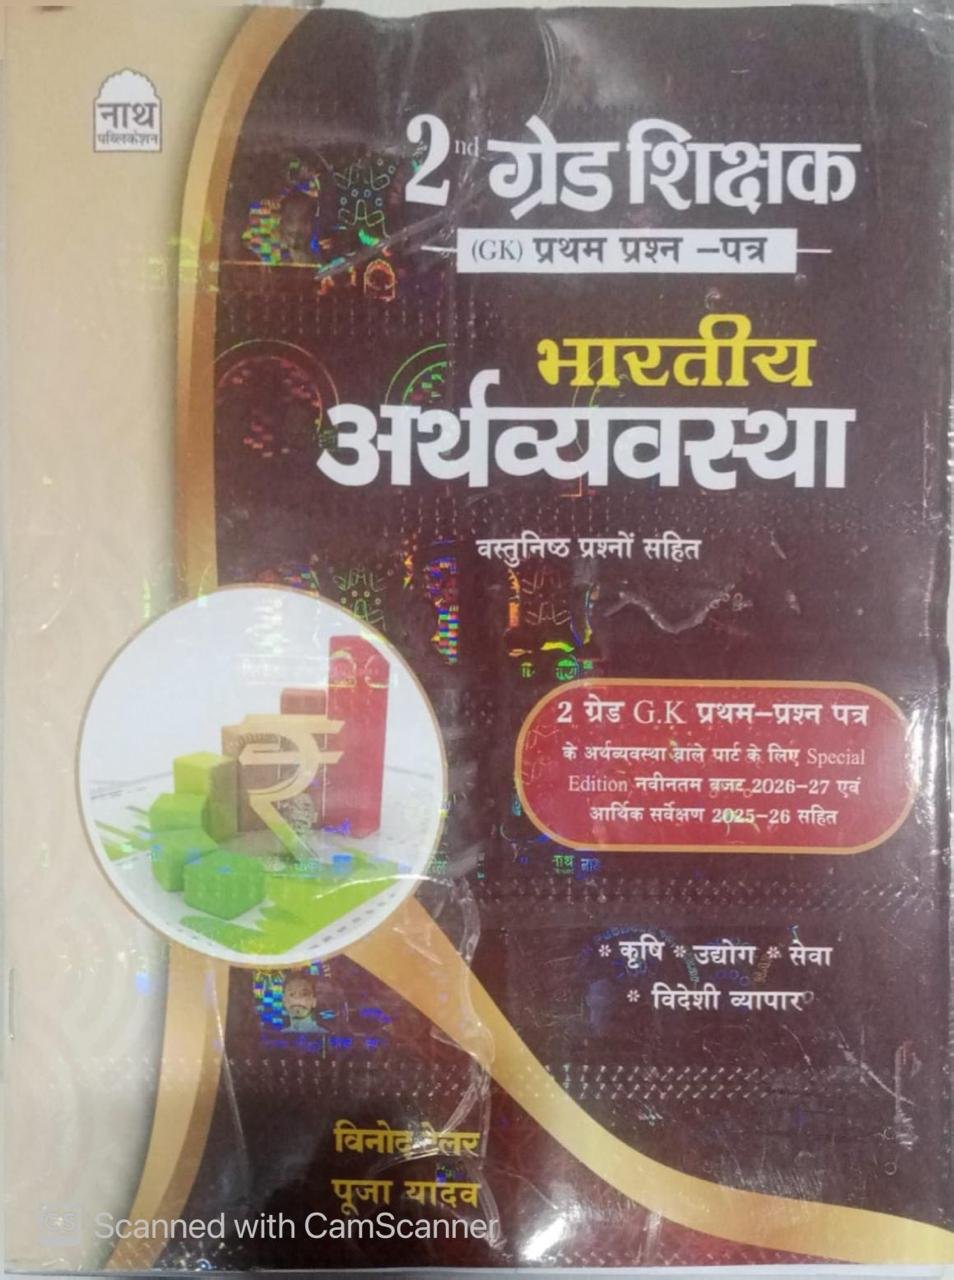 नाथ
पब्लिकेशन
2nd ग्रेड शिक्षक
(GK) प्रथम प्रश्न –पत्र
भारतीय
अर्थव्यवस्था
वस्तुनिष्ठ प्रश्नों सहित
2 ग्रेड G.K प्रथम–प्रश्न पत्र
के अर्थव्यवस्था वाले पार्ट के लिए Special
Edition नवीनतम बजट 2026–27 एवं
आर्थिक सर्वेक्षण 2025–26 सहित
₹
नाथ
* कृषि * उद्योग * सेवा
* विदेशी व्यापार
विनोद टेलर
पूजा यादव
CS Scanned with CamScanner